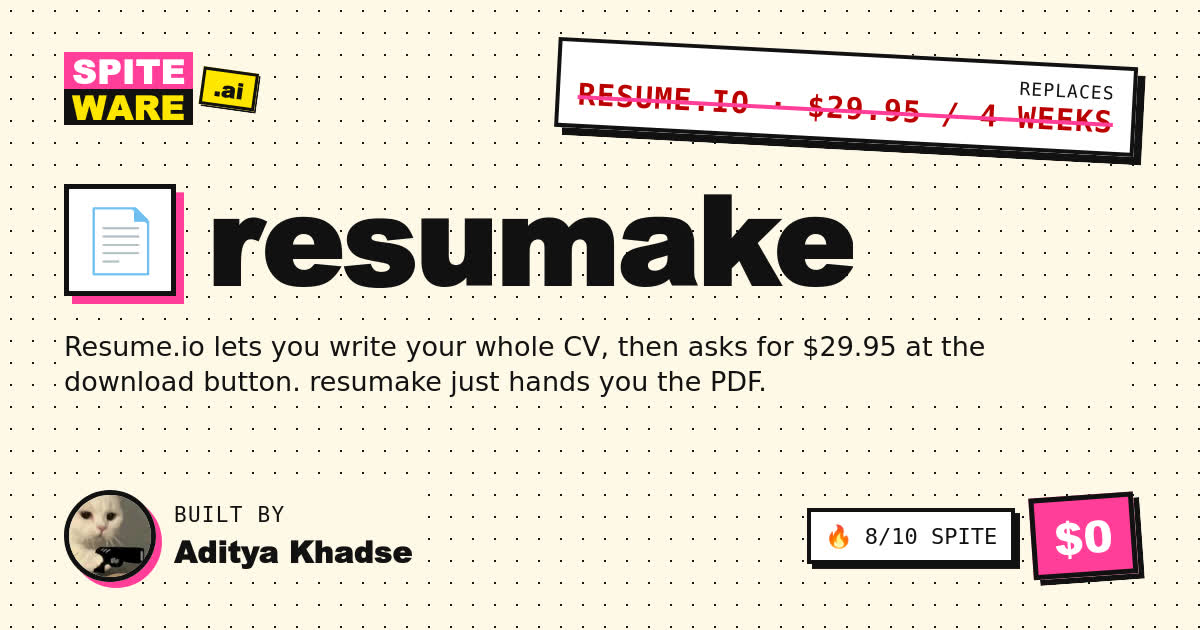 SPITE
WARE
.ai
REPLACES
RESUME.IO · $29.95 / 4 WEEKS
resumake
Resume.io lets you write your whole CV, then asks for $29.95 at the
download button. resumake just hands you the PDF.
BUILT BY
Aditya Khadse
🔥 8/10 SPITE
$0